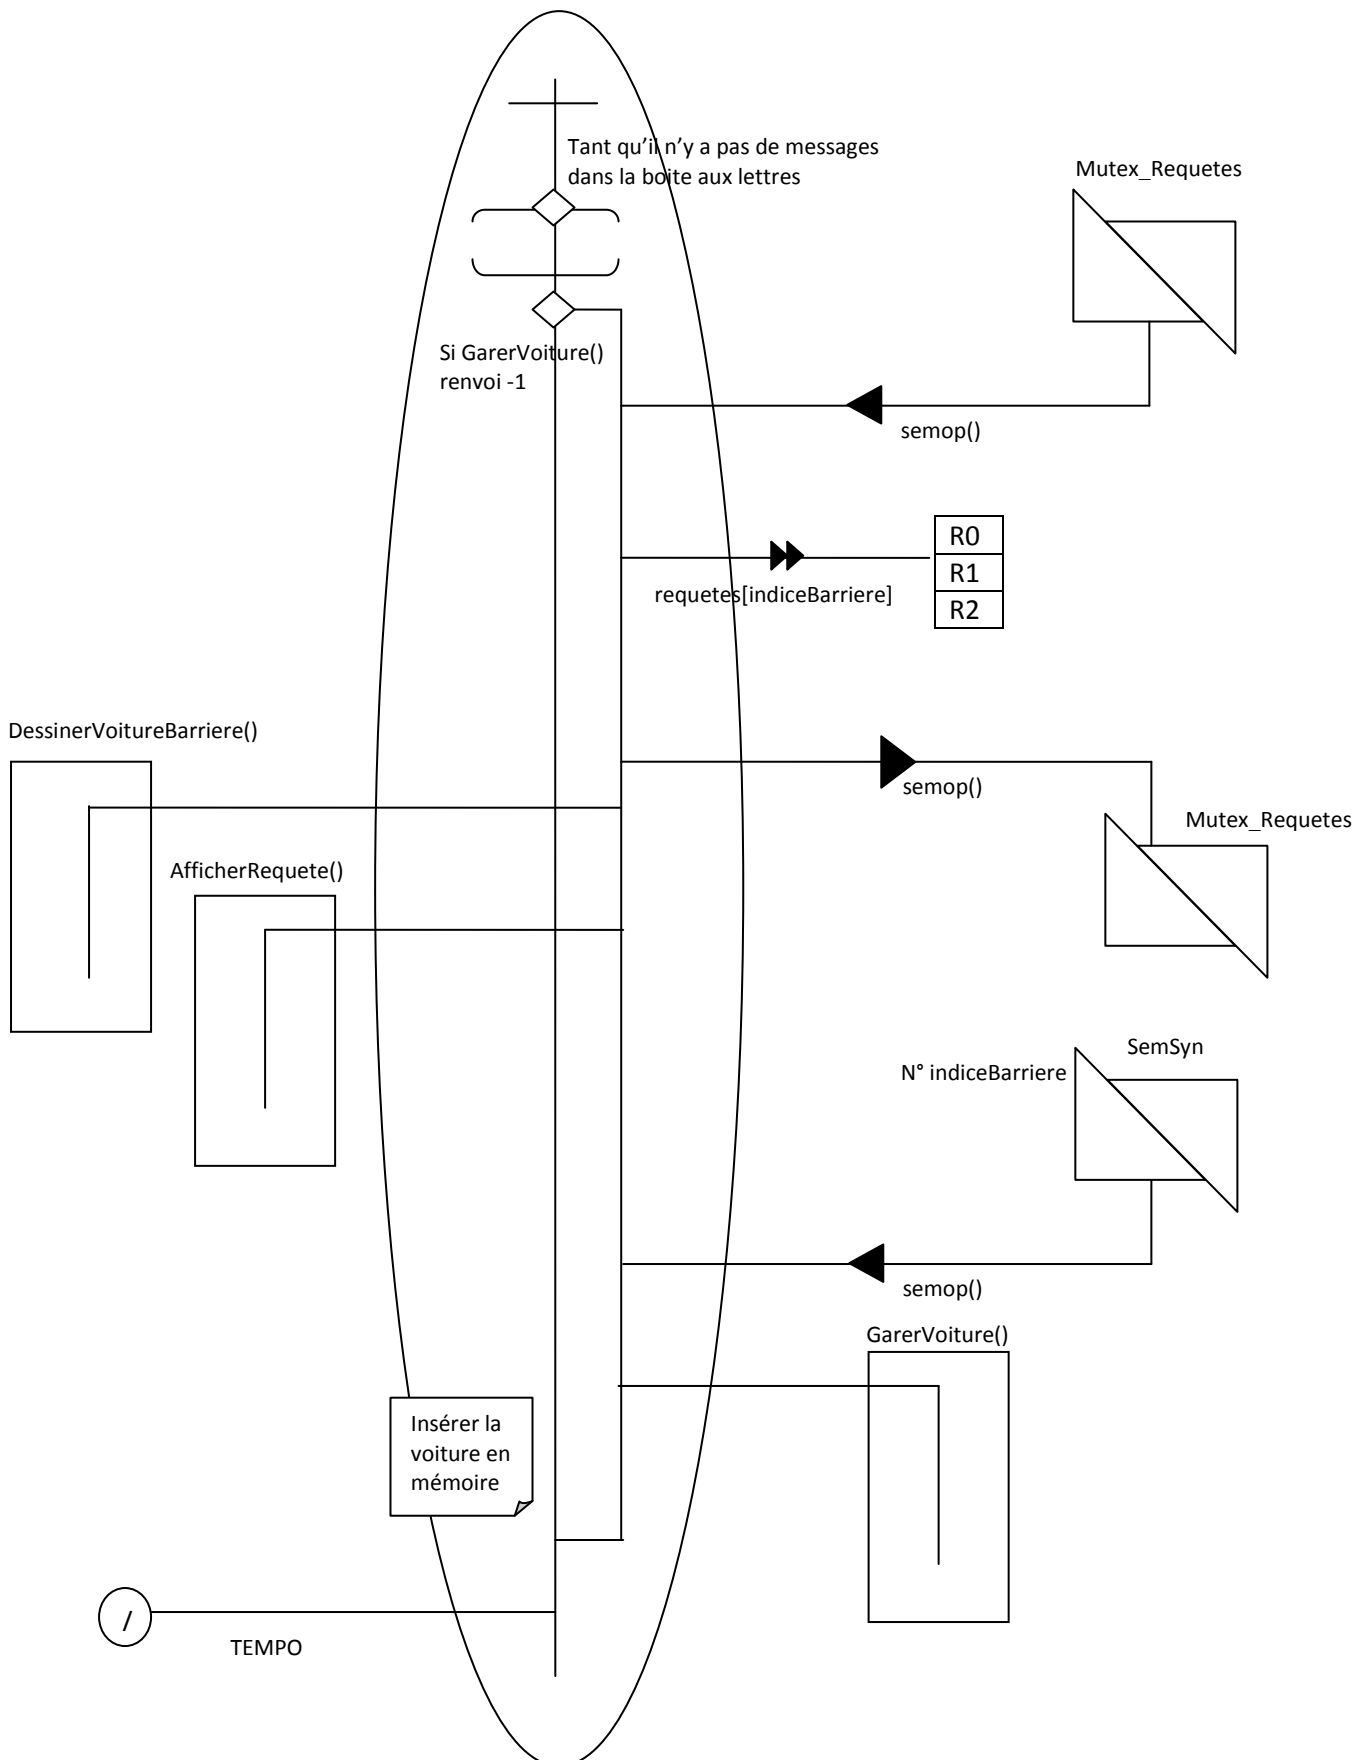 Tant qu'il n'y a pas de messages
dans la boite aux lettres
Mutex_Requetes
Si GarerVoiture()
renvoi -1
semop()
R0
R1
R2
requetes[indiceBarriere]
DessinerVoitureBarriere()
semop()
Mutex_Requetes
AfficherRequete()
SemSyn
N° indiceBarriere
semop()
GarerVoiture()
Insérer la
voiture en
mémoire
/
TEMPO